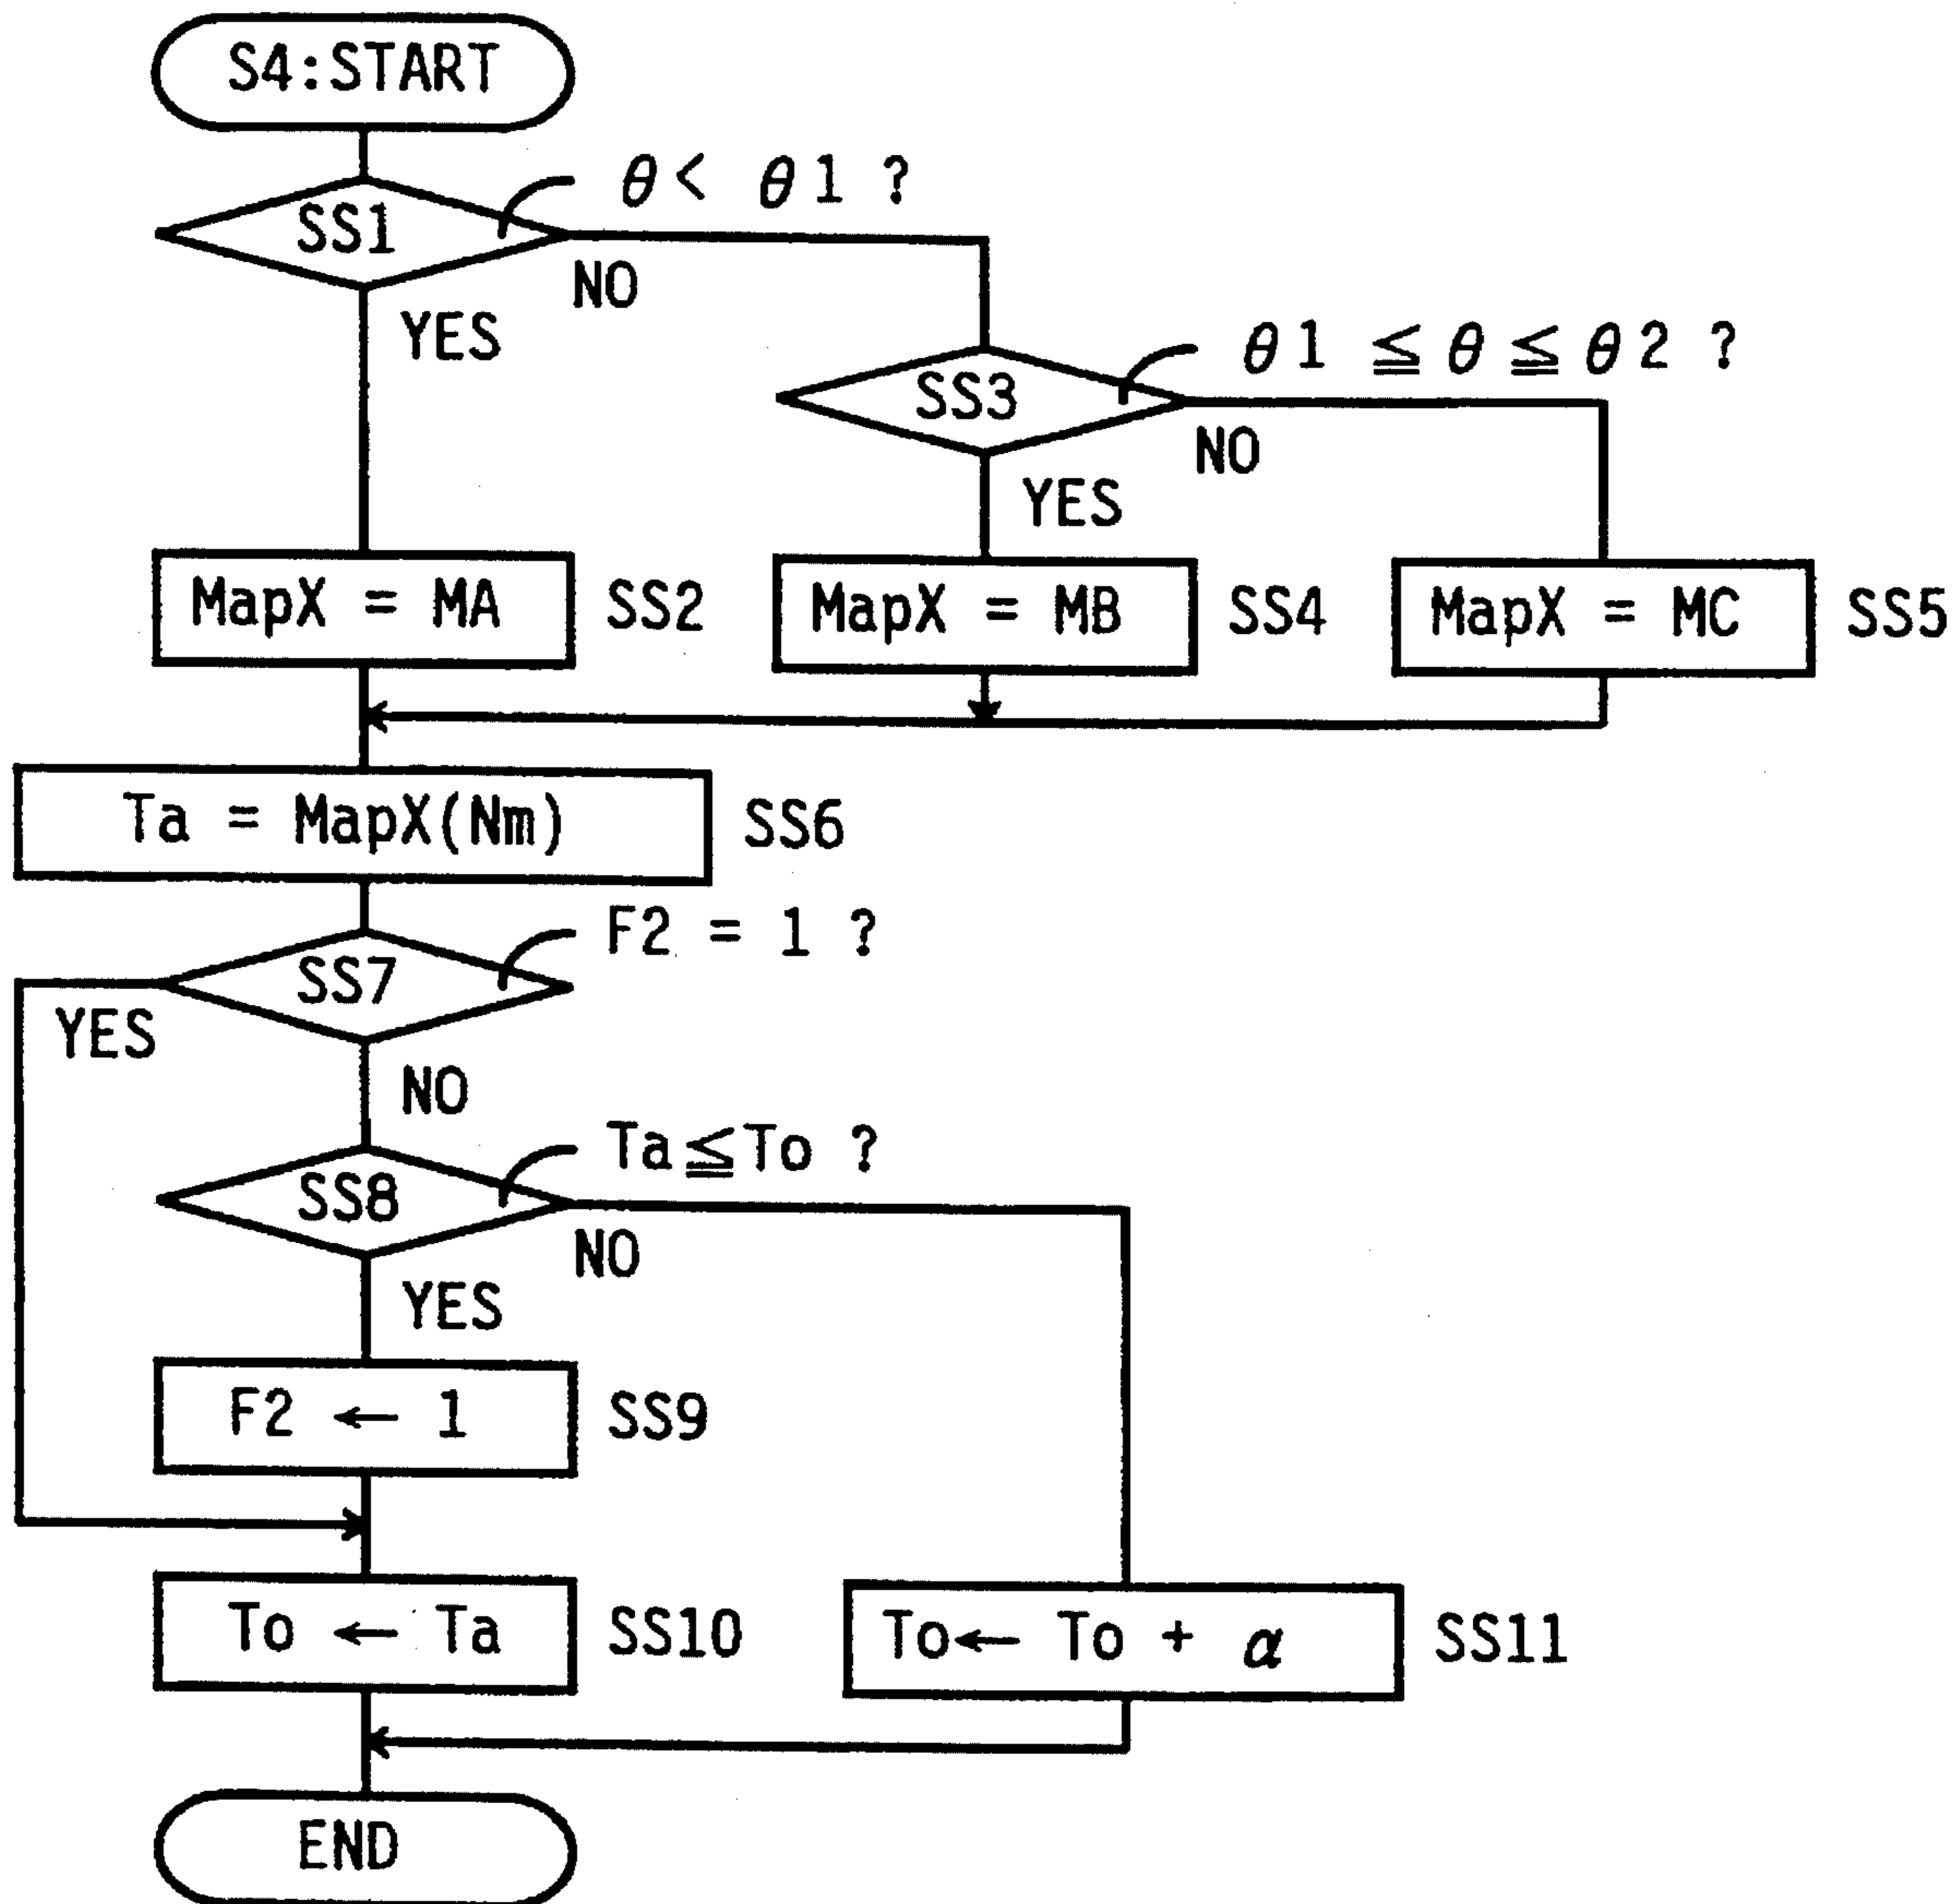 S4:START
θ < θ1 ?
SS1
NO
YES
θ1 ≦ θ ≦ θ2 ?
SS3
NO
YES
MapX = MA
SS2
MapX = MB
SS4
MapX = MC
SS5
Ta = MapX(Nm)
SS6
F2 = 1 ?
SS7
YES
NO
Ta≦To ?
SS8
NO
YES
F2 ← 1
SS9
To ← Ta
SS10
To← To + α
SS11
END